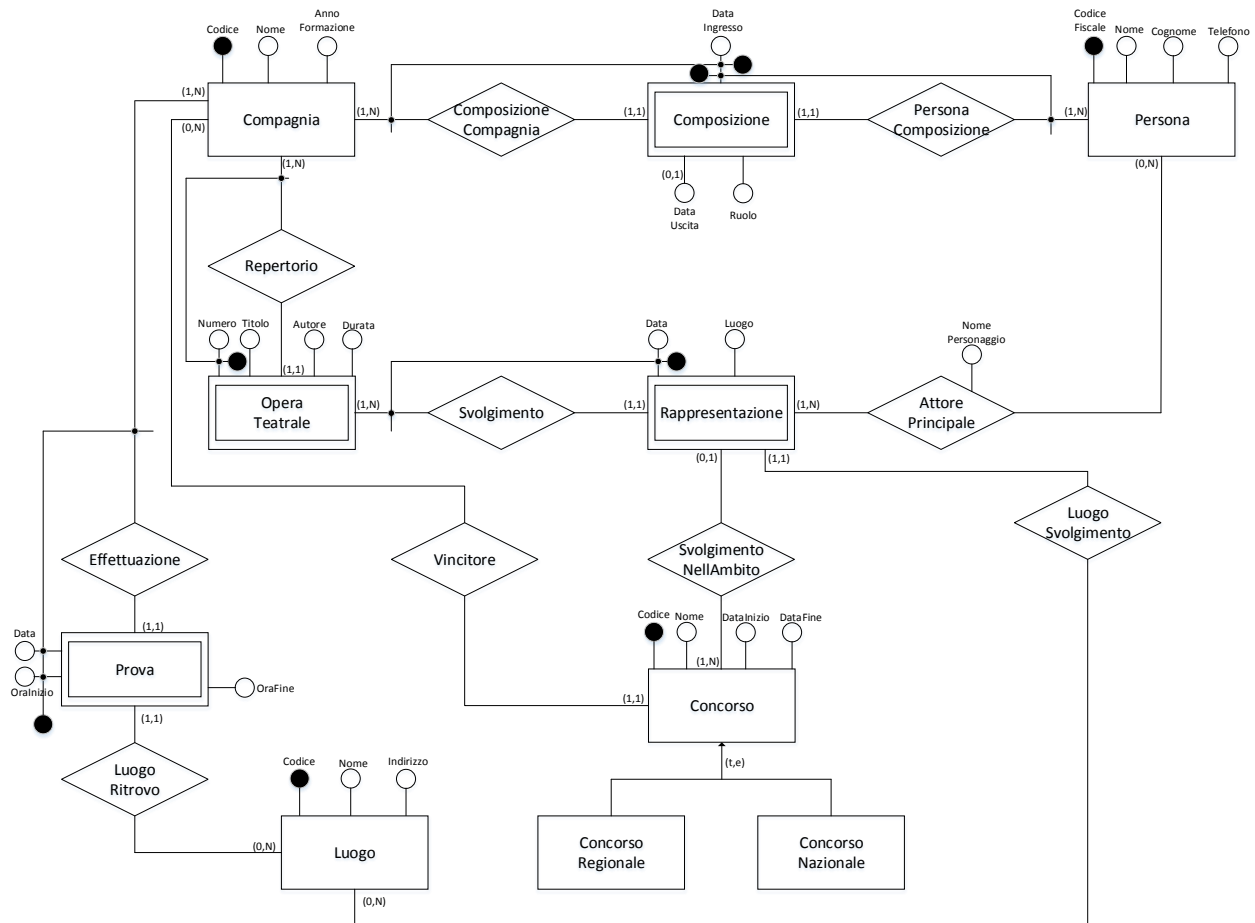 Codice
Nome
Anno
Formazione
Data
Ingresso
Codice
Fiscale
Nome
Cognome
Telefono
(1,N)
(0,N)
Compagnia
(1,N)
Composizione
Compagnia
(1,1)
Composizione
(1,1)
Persona
Composizione
(1,N)
Persona
(1,N)
(0,1)
Data
Uscita
Ruolo
(0,N)
Repertorio
Numero
Titolo
Autore
Durata
Data
Luogo
Nome
Personaggio
(1,1)
Opera
Teatrale
(1,N)
Svolgimento
(1,1)
Rappresentazione
(1,N)
Attore
Principale
(0,1)
(1,1)
Luogo
Svolgimento
Effettuazione
Vincitore
Svolgimento
NellAmbito
Codice
Nome
DataInizio
DataFine
Data
(1,1)
OraInizio
Prova
OraFine
(1,N)
(1,1)
Concorso
(1,1)
(t,e)
Luogo
Ritrovo
Codice
Nome
Indirizzo
(0,N)
Luogo
(0,N)
Concorso
Regionale
Concorso
Nazionale